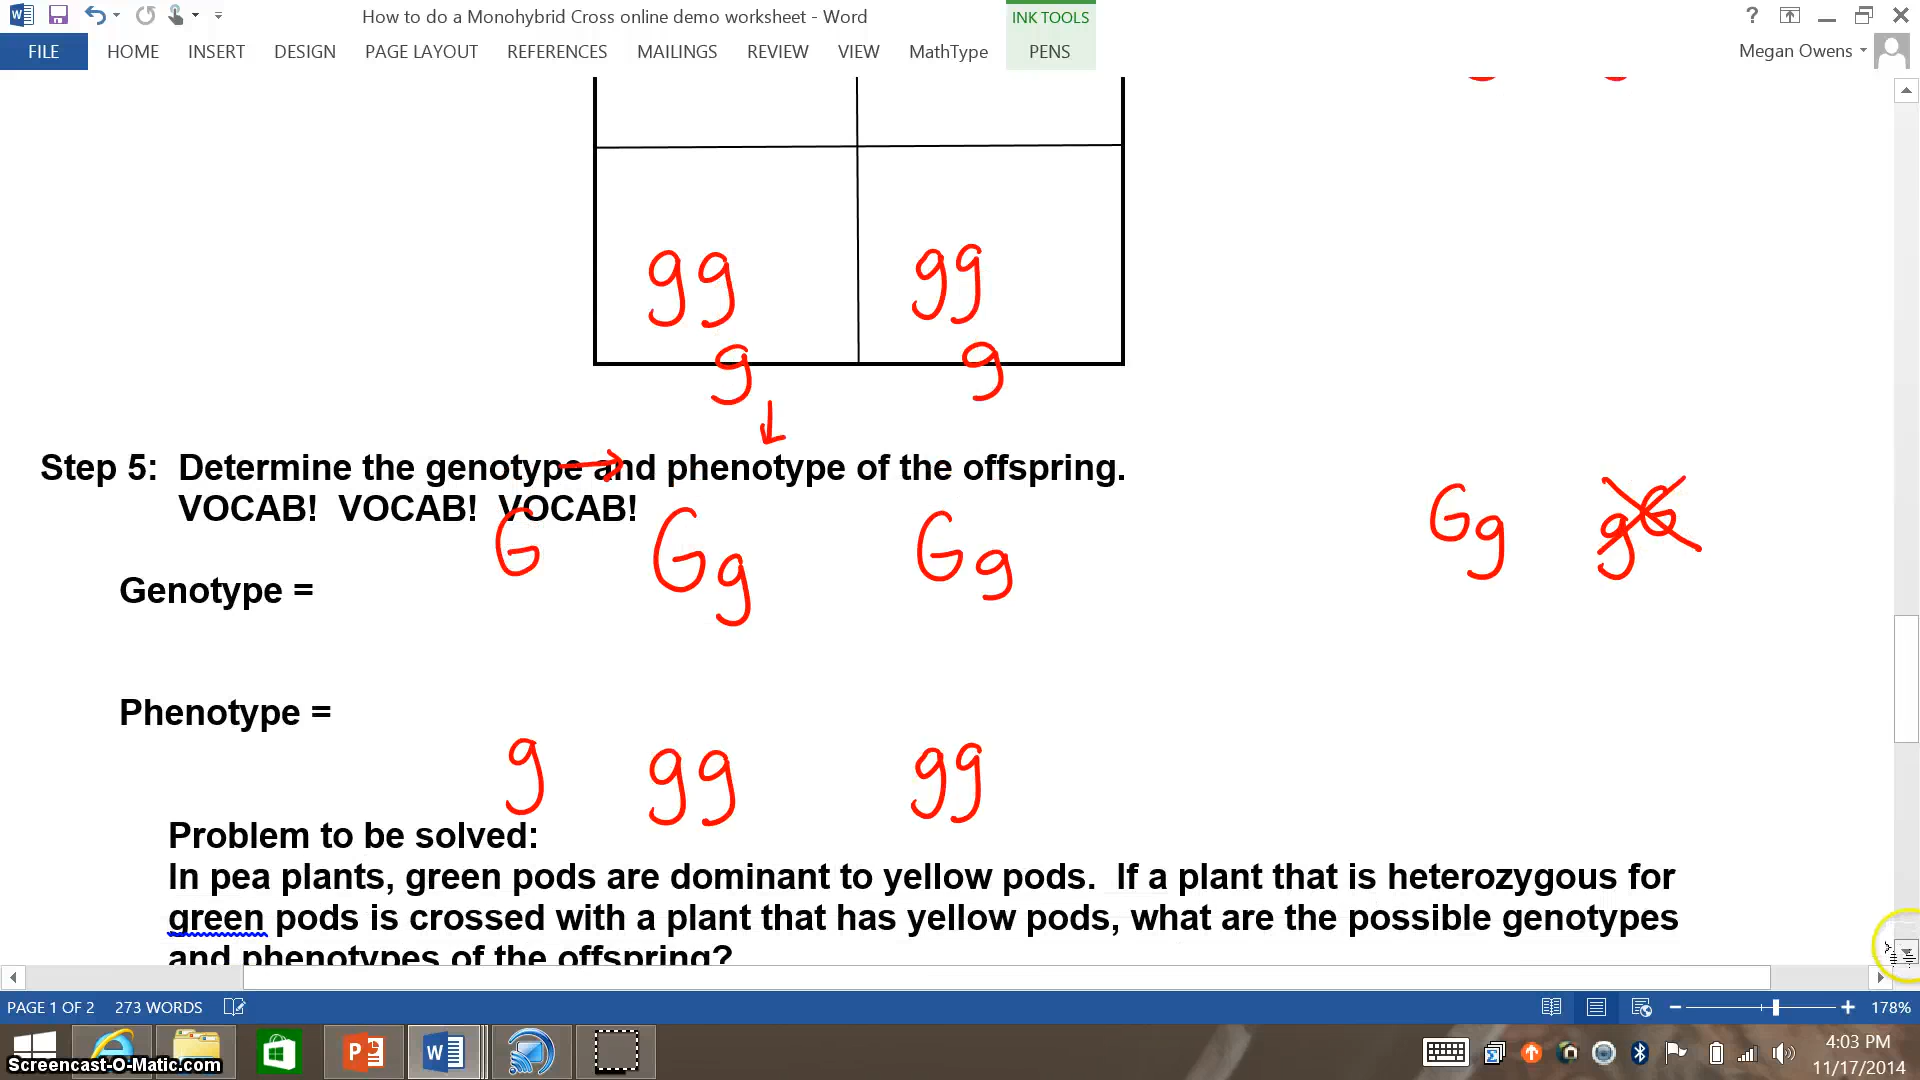 How to do a Monohybrid Cross online demo worksheet - Word
INK TOOLS
FILE HOME INSERT DESIGN PAGE LAYOUT REFERENCES MAILINGS REVIEW VIEW MathType PENS
Megan Owens
gg gg
g g
Step 5: Determine the genotype and phenotype of the offspring.
VOCAB! VOCAB! VOCAB!
G Gg Gg Gg gG
Genotype =
Phenotype =
g gg gg
Problem to be solved:
In pea plants, green pods are dominant to yellow pods. If a plant that is heterozygous for
green pods is crossed with a plant that has yellow pods, what are the possible genotypes
and phenotypes of the offspring?
PAGE 1 OF 2 273 WORDS 178%
Screencast-O-Matic.com
4:03 PM
11/17/2014